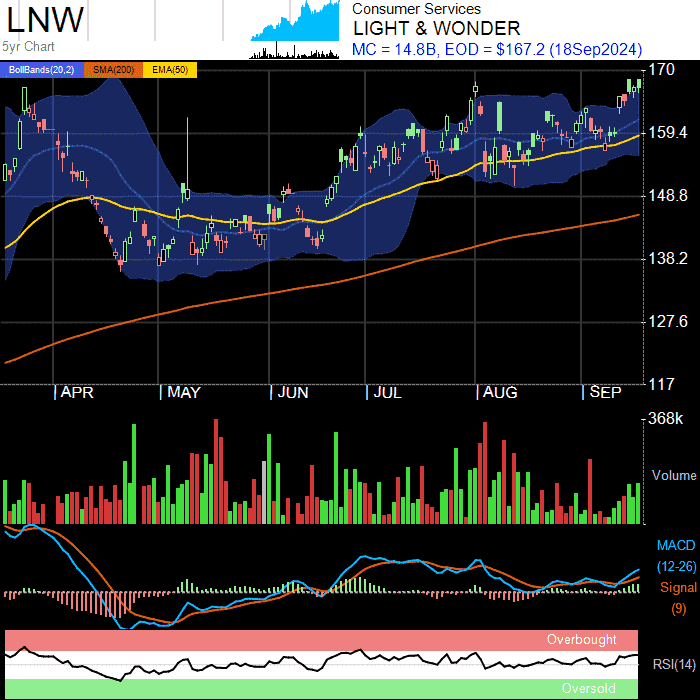 LNW
5yr Chart
Consumer Services
LIGHT & WONDER
MC = 14.8B, EOD = $167.2 (18Sep2024)
BollBands(20,2) SMA(200) EMA(50)
170
159.4
148.8
138.2
127.6
117
APR MAY JUN JUL AUG SEP
368k
Volume
MACD
(12-26)
Signal
(9)
Overbought
RSI(14)
Oversold